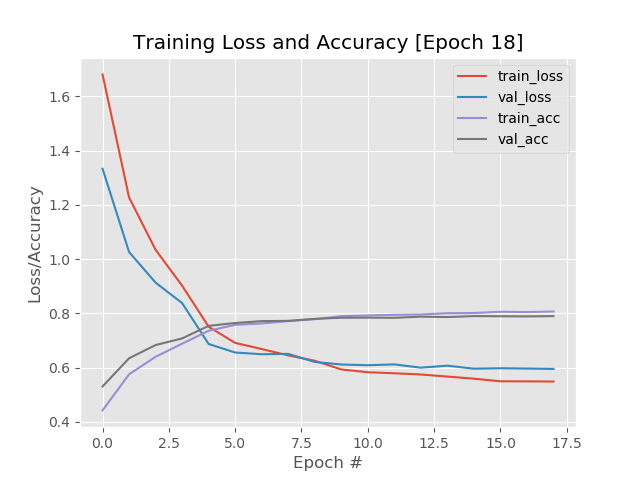 Training Loss and Accuracy [Epoch 18]
train_loss
val_loss
train_acc
val_acc
1.6
1.4
1.2
1.0
0.8
0.6
0.4
Loss/Accuracy
0.0 2.5 5.0 7.5 10.0 12.5 15.0 17.5
Epoch #